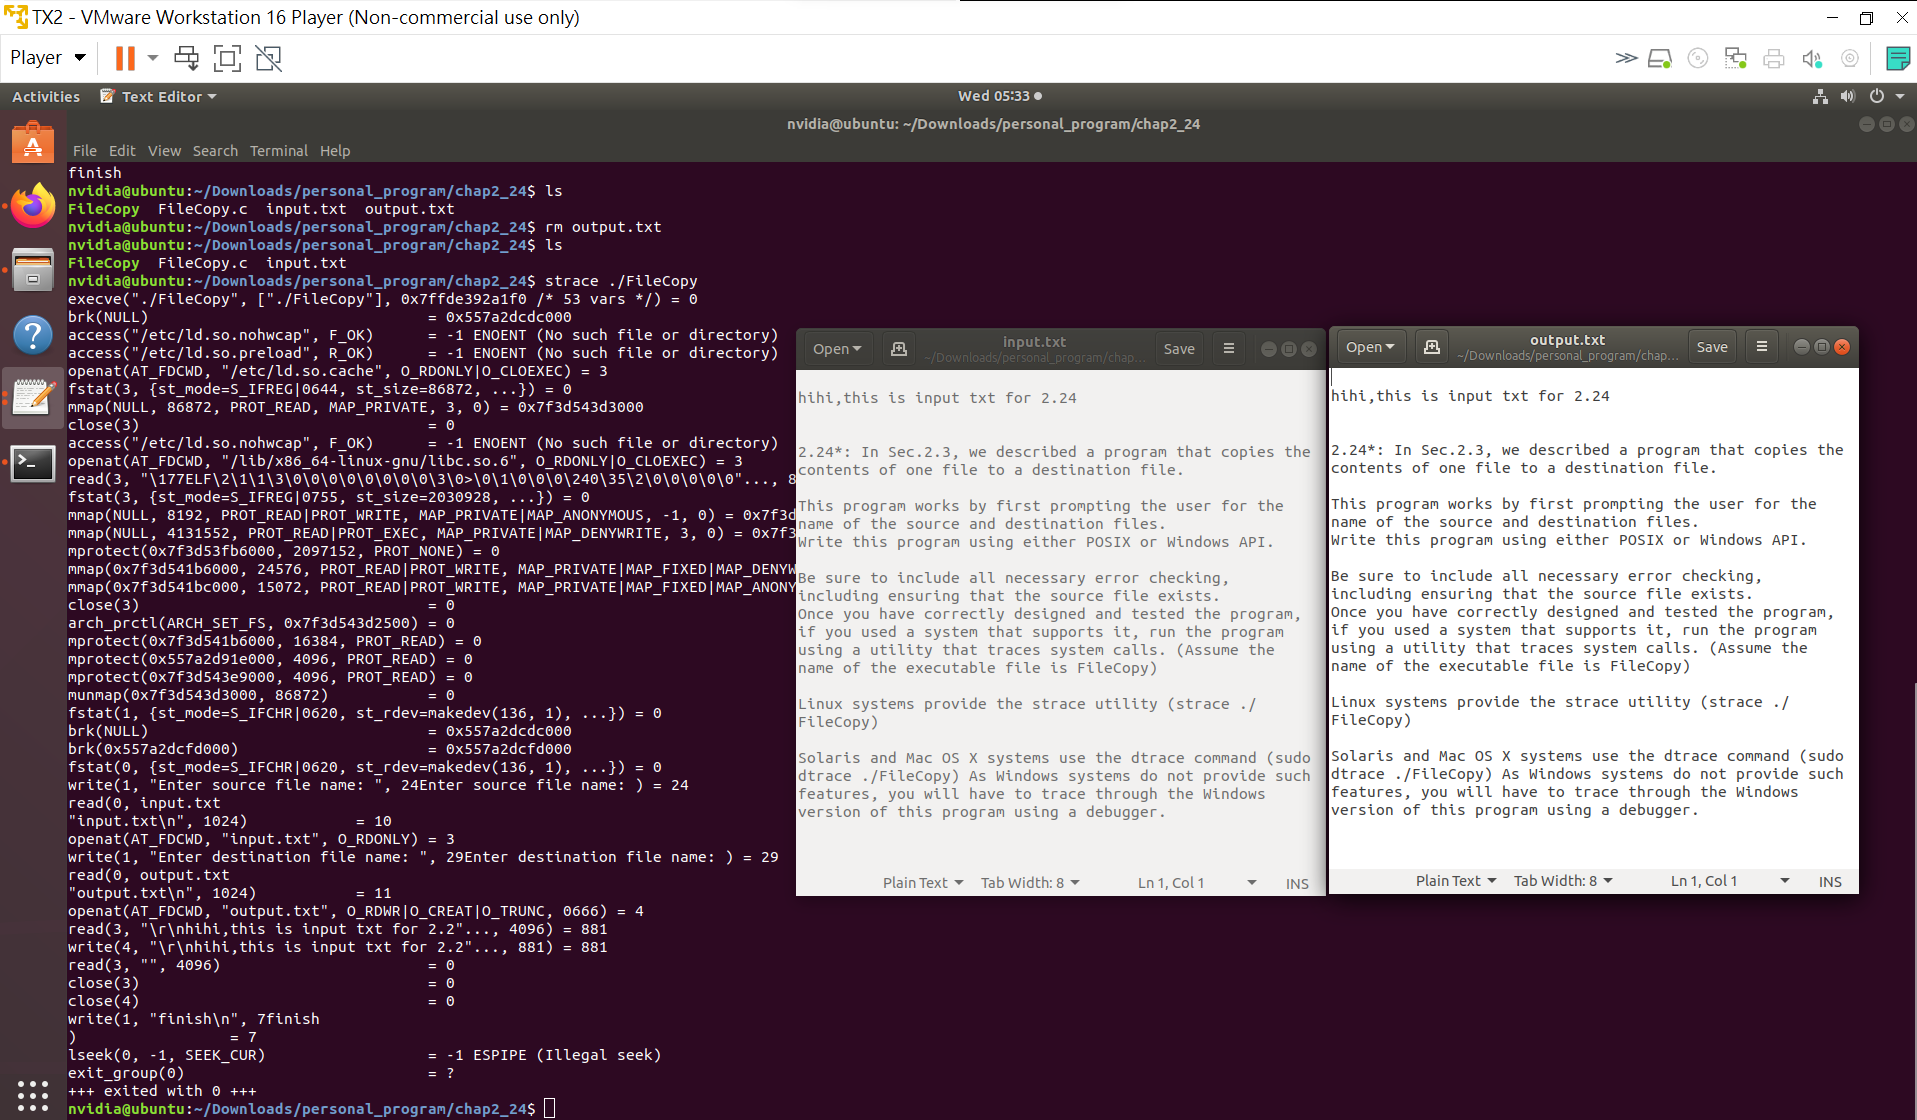 TX2 - VMware Workstation 16 Player (Non-commercial use only)
Player
Activities
Text Editor
Wed 05:33
nvidia@ubuntu: ~/Downloads/personal_program/chap2_24
File Edit View Search Terminal Help
finish
nvidia@ubuntu:~/Downloads/personal_program/chap2_24$ ls
FileCopy  FileCopy.c  input.txt  output.txt
nvidia@ubuntu:~/Downloads/personal_program/chap2_24$ rm output.txt
nvidia@ubuntu:~/Downloads/personal_program/chap2_24$ ls
FileCopy  FileCopy.c  input.txt
nvidia@ubuntu:~/Downloads/personal_program/chap2_24$ strace ./FileCopy
execve("./FileCopy", ["./FileCopy"], 0x7ffde392a1f0 /* 53 vars */) = 0
brk(NULL)                               = 0x557a2dcdc000
access("/etc/ld.so.nohwcap", F_OK)      = -1 ENOENT (No such file or directory)
access("/etc/ld.so.preload", R_OK)      = -1 ENOENT (No such file or directory)
openat(AT_FDCWD, "/etc/ld.so.cache", O_RDONLY|O_CLOEXEC) = 3
fstat(3, {st_mode=S_IFREG|0644, st_size=86872, ...}) = 0
mmap(NULL, 86872, PROT_READ, MAP_PRIVATE, 3, 0) = 0x7f3d543d3000
close(3)                                = 0
access("/etc/ld.so.nohwcap", F_OK)      = -1 ENOENT (No such file or directory)
openat(AT_FDCWD, "/lib/x86_64-linux-gnu/libc.so.6", O_RDONLY|O_CLOEXEC) = 3
read(3, "\177ELF\2\1\1\3\0\0\0\0\0\0\0\0\3\0>\0\1\0\0\0\240\35\2\0\0\0\0\0"..., 8
fstat(3, {st_mode=S_IFREG|0755, st_size=2030928, ...}) = 0
mmap(NULL, 8192, PROT_READ|PROT_WRITE, MAP_PRIVATE|MAP_ANONYMOUS, -1, 0) = 0x7f3d
mmap(NULL, 4131552, PROT_READ|PROT_EXEC, MAP_PRIVATE|MAP_DENYWRITE, 3, 0) = 0x7f3
mprotect(0x7f3d53fb6000, 2097152, PROT_NONE) = 0
mmap(0x7f3d541b6000, 24576, PROT_READ|PROT_WRITE, MAP_PRIVATE|MAP_FIXED|MAP_DENYW
mmap(0x7f3d541bc000, 15072, PROT_READ|PROT_WRITE, MAP_PRIVATE|MAP_FIXED|MAP_ANONY
close(3)                                = 0
arch_prctl(ARCH_SET_FS, 0x7f3d543d2500) = 0
mprotect(0x7f3d541b6000, 16384, PROT_READ) = 0
mprotect(0x557a2d91e000, 4096, PROT_READ) = 0
mprotect(0x7f3d543e9000, 4096, PROT_READ) = 0
munmap(0x7f3d543d3000, 86872)           = 0
fstat(1, {st_mode=S_IFCHR|0620, st_rdev=makedev(136, 1), ...}) = 0
brk(NULL)                               = 0x557a2dcdc000
brk(0x557a2dcfd000)                     = 0x557a2dcfd000
fstat(0, {st_mode=S_IFCHR|0620, st_rdev=makedev(136, 1), ...}) = 0
write(1, "Enter source file name: ", 24Enter source file name: ) = 24
read(0, input.txt
"input.txt\n", 1024)            = 10
openat(AT_FDCWD, "input.txt", O_RDONLY) = 3
write(1, "Enter destination file name: ", 29Enter destination file name: ) = 29
read(0, output.txt
"output.txt\n", 1024)           = 11
openat(AT_FDCWD, "output.txt", O_RDWR|O_CREAT|O_TRUNC, 0666) = 4
read(3, "\r\nhihi,this is input txt for 2.2"..., 4096) = 881
write(4, "\r\nhihi,this is input txt for 2.2"..., 881) = 881
read(3, "", 4096)                       = 0
close(3)                                = 0
close(4)                                = 0
write(1, "finish\n", 7finish
)                 = 7
lseek(0, -1, SEEK_CUR)                  = -1 ESPIPE (Illegal seek)
exit_group(0)                           = ?
+++ exited with 0 +++
nvidia@ubuntu:~/Downloads/personal_program/chap2_24$
Open
input.txt
~/Downloads/personal_program/chap...
Save
hihi,this is input txt for 2.24
2.24*: In Sec.2.3, we described a program that copies the
contents of one file to a destination file.
This program works by first prompting the user for the
name of the source and destination files.
Write this program using either POSIX or Windows API.
Be sure to include all necessary error checking,
including ensuring that the source file exists.
Once you have correctly designed and tested the program,
if you used a system that supports it, run the program
using a utility that traces system calls. (Assume the
name of the executable file is FileCopy)
Linux systems provide the strace utility (strace ./
FileCopy)
Solaris and Mac OS X systems use the dtrace command (sudo
dtrace ./FileCopy) As Windows systems do not provide such
features, you will have to trace through the Windows
version of this program using a debugger.
Plain Text
Tab Width: 8
Ln 1, Col 1
INS
Open
output.txt
~/Downloads/personal_program/chap...
Save
hihi,this is input txt for 2.24
2.24*: In Sec.2.3, we described a program that copies the
contents of one file to a destination file.
This program works by first prompting the user for the
name of the source and destination files.
Write this program using either POSIX or Windows API.
Be sure to include all necessary error checking,
including ensuring that the source file exists.
Once you have correctly designed and tested the program,
if you used a system that supports it, run the program
using a utility that traces system calls. (Assume the
name of the executable file is FileCopy)
Linux systems provide the strace utility (strace ./
FileCopy)
Solaris and Mac OS X systems use the dtrace command (sudo
dtrace ./FileCopy) As Windows systems do not provide such
features, you will have to trace through the Windows
version of this program using a debugger.
Plain Text
Tab Width: 8
Ln 1, Col 1
INS